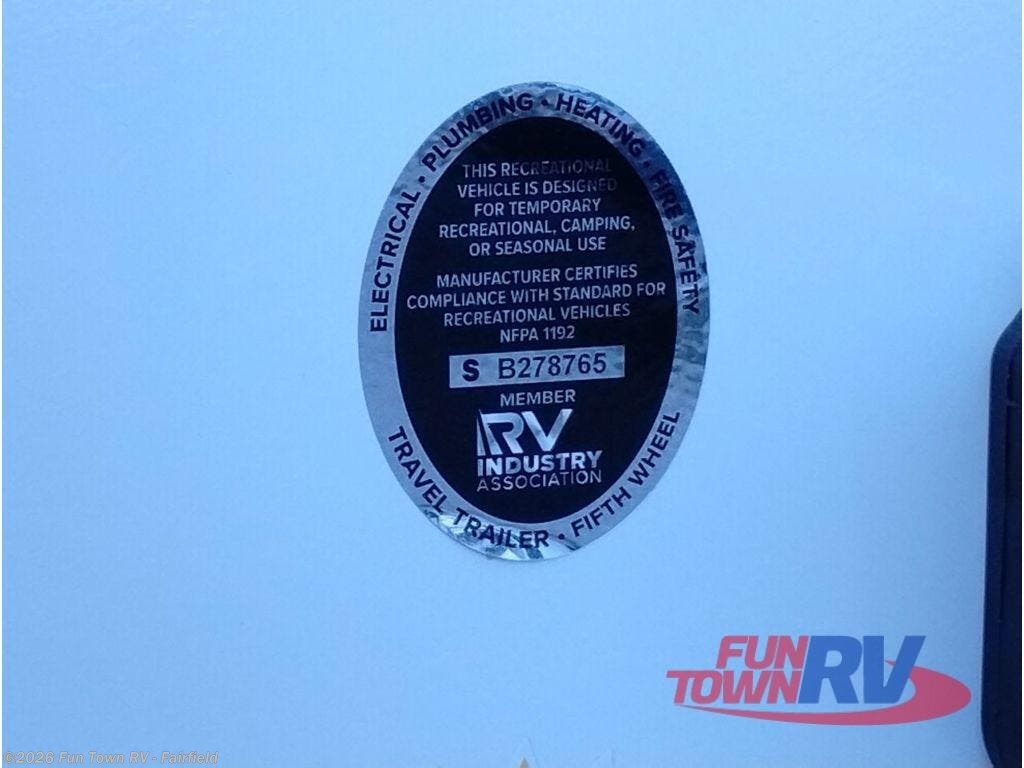 ELECTRICAL • PLUMBING • HEATING • FIRE SAFETY
THIS RECREATIONAL
VEHICLE IS DESIGNED
FOR TEMPORARY
RECREATIONAL, CAMPING,
OR SEASONAL USE
MANUFACTURER CERTIFIES
COMPLIANCE WITH STANDARD FOR
RECREATIONAL VEHICLES
NFPA 1192
S B278765
MEMBER
RV
INDUSTRY
ASSOCIATION
TRAVEL TRAILER • FIFTH WHEEL
FUN
TOWN RV
©2026 Fun Town RV - Fairfield